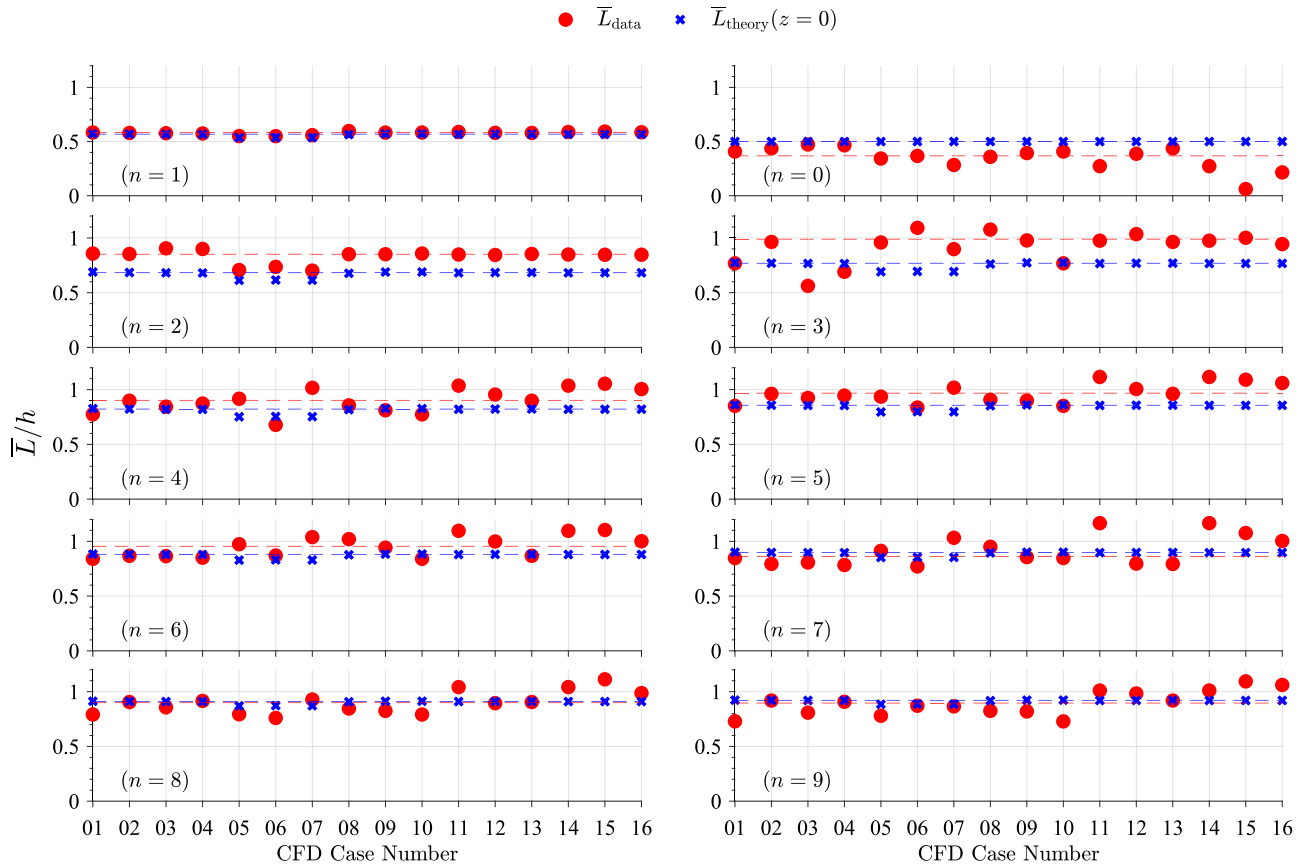 L̅data L̅theory(z = 0)
1
0.5
0
(n = 1)
1
0.5
0
(n = 0)
1
0.5
0
(n = 2)
1
0.5
0
(n = 3)
1
0.5
0
(n = 4)
1
0.5
0
(n = 5)
1
0.5
0
(n = 6)
1
0.5
0
(n = 7)
1
0.5
0
(n = 8)
1
0.5
0
(n = 9)
L̅/h
01 02 03 04 05 06 07 08 09 10 11 12 13 14 15 16
CFD Case Number
01 02 03 04 05 06 07 08 09 10 11 12 13 14 15 16
CFD Case Number